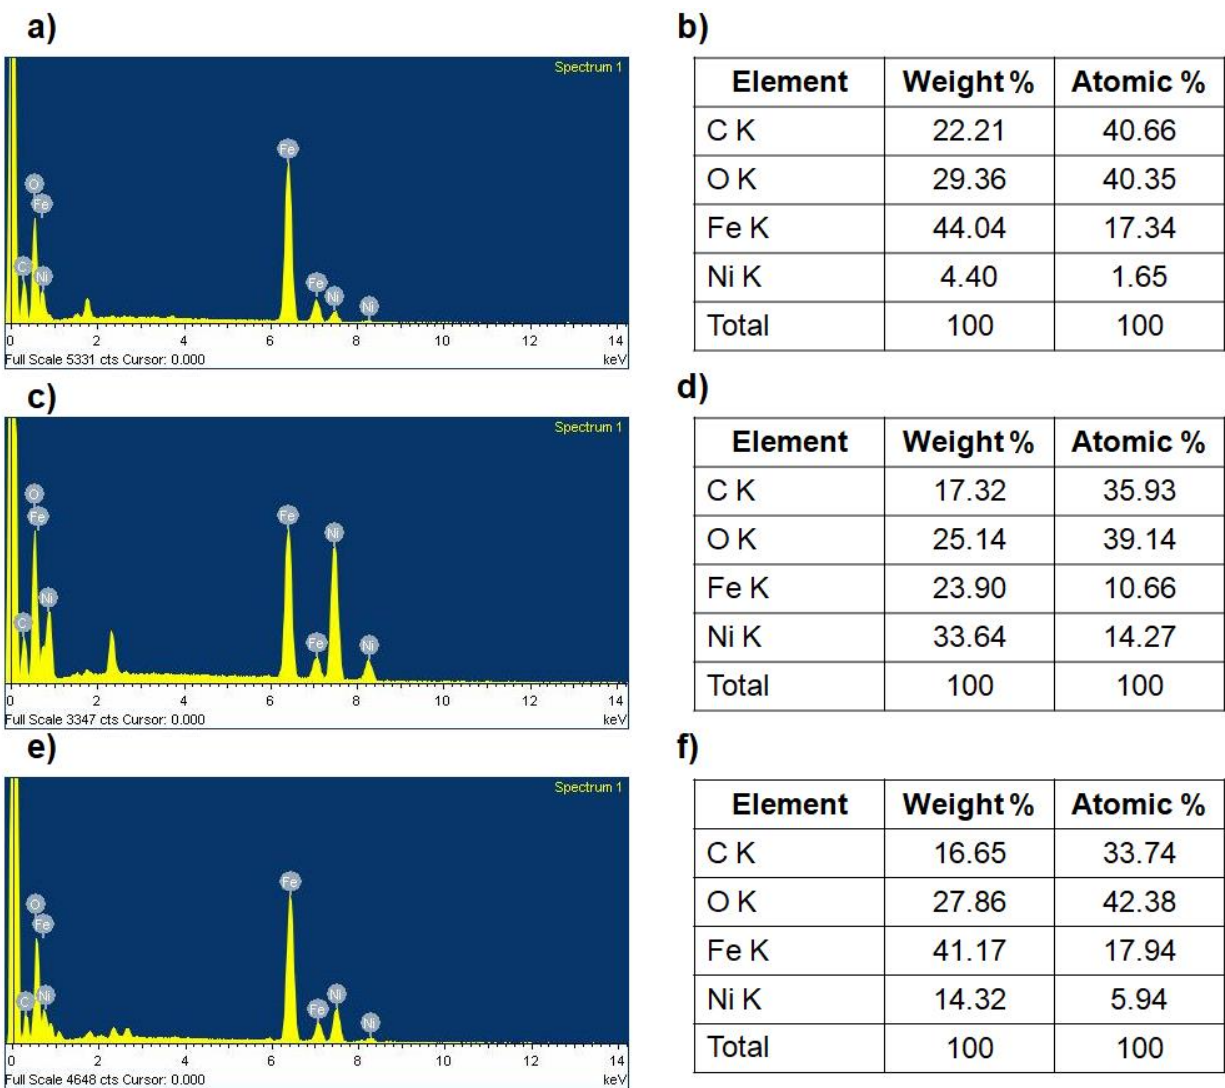 a)
Spectrum 1
Fe
O
Fe
C
Ni
Fe
Ni
Ni
0 2 4 6 8 10 12 14
Full Scale 5331 cts Cursor: 0.000 keV
b)
Element Weight % Atomic %
C K 22.21 40.66
O K 29.36 40.35
Fe K 44.04 17.34
Ni K 4.40 1.65
Total 100 100
c)
Spectrum 1
O
Fe
Fe
Ni
Ni
C
Fe
Ni
0 2 4 6 8 10 12 14
Full Scale 3347 cts Cursor: 0.000 keV
d)
Element Weight % Atomic %
C K 17.32 35.93
O K 25.14 39.14
Fe K 23.90 10.66
Ni K 33.64 14.27
Total 100 100
e)
Spectrum 1
Fe
O
Fe
C
Ni
Fe
Ni
Ni
0 2 4 6 8 10 12 14
Full Scale 4648 cts Cursor: 0.000 keV
f)
Element Weight % Atomic %
C K 16.65 33.74
O K 27.86 42.38
Fe K 41.17 17.94
Ni K 14.32 5.94
Total 100 100